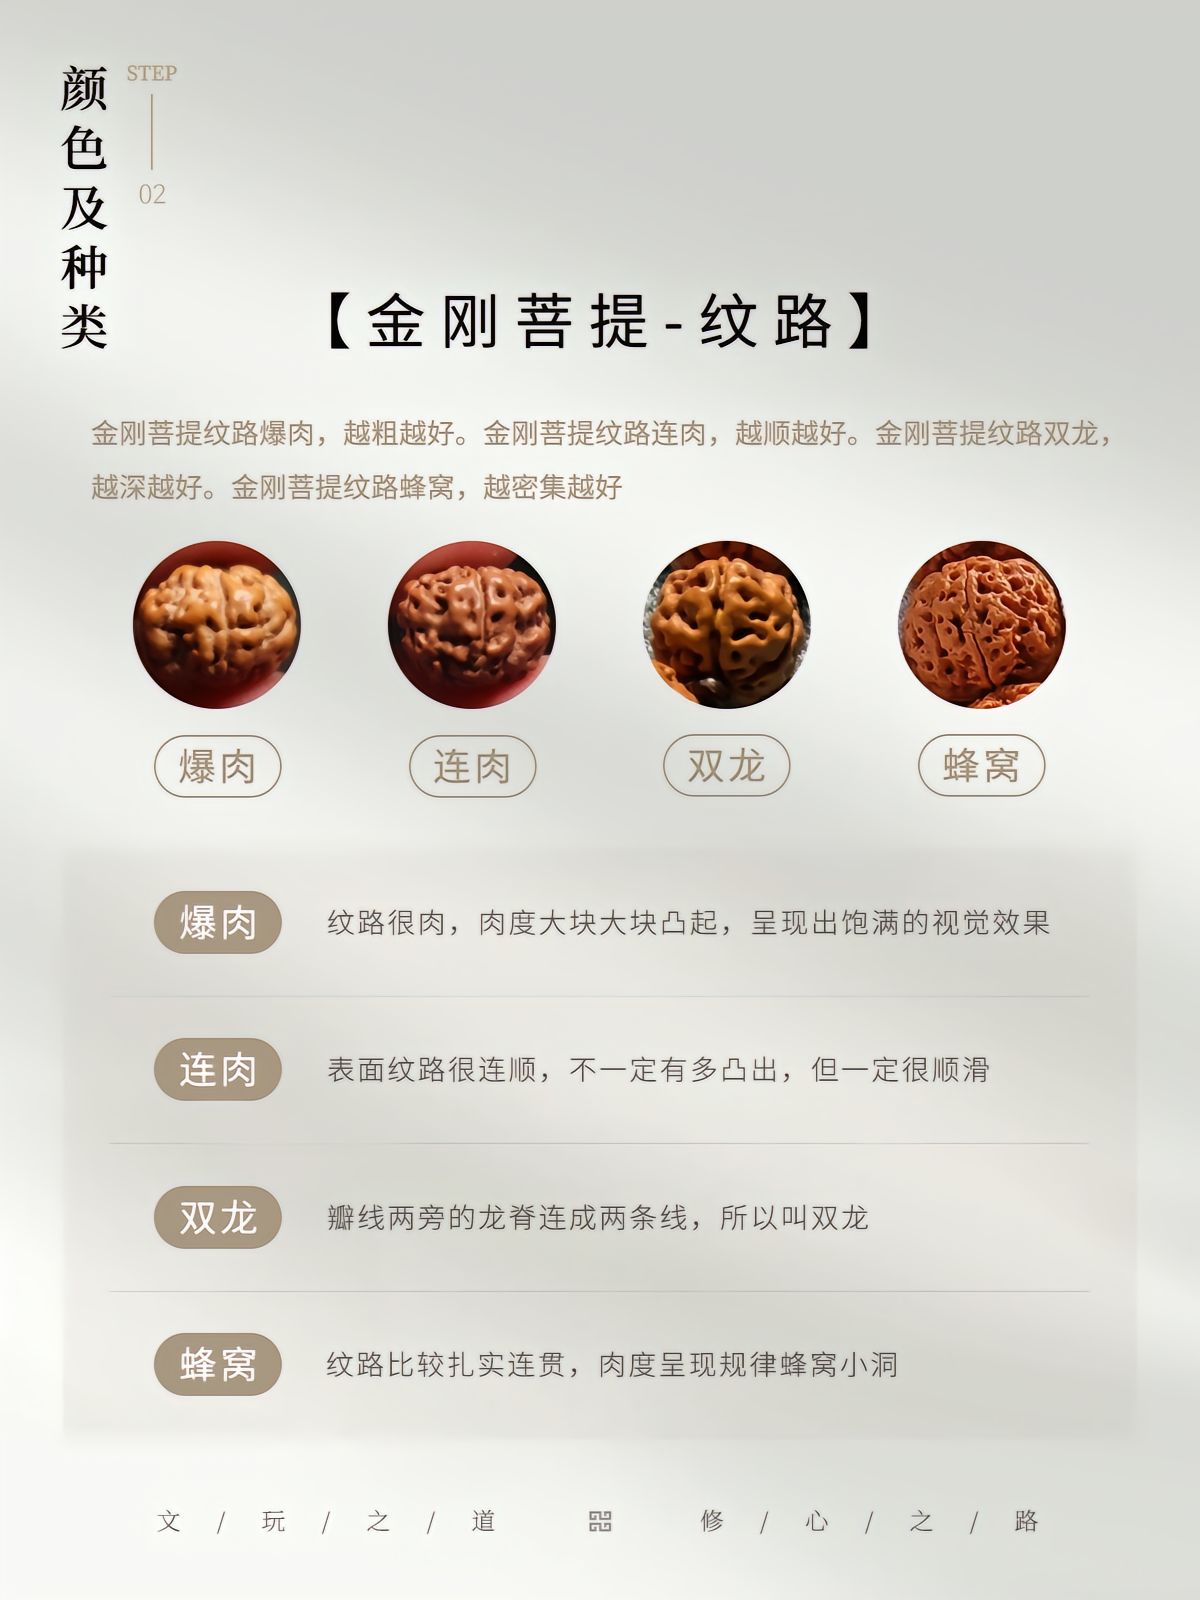 颜色及种类
STEP
02
【金刚菩提-纹路】
金刚菩提纹路爆肉，越粗越好。金刚菩提纹路连肉，越顺越好。金刚菩提纹路双龙，
越深越好。金刚菩提纹路蜂窝，越密集越好
爆肉
连肉
双龙
蜂窝
爆肉 纹路很肉，肉度大块大块凸起，呈现出饱满的视觉效果
连肉 表面纹路很连顺，不一定有多凸出，但一定很顺滑
双龙 瓣线两旁的龙脊连成两条线，所以叫双龙
蜂窝 纹路比较扎实连贯，肉度呈现规律蜂窝小洞
文 / 玩 / 之 / 道 修 / 心 / 之 / 路